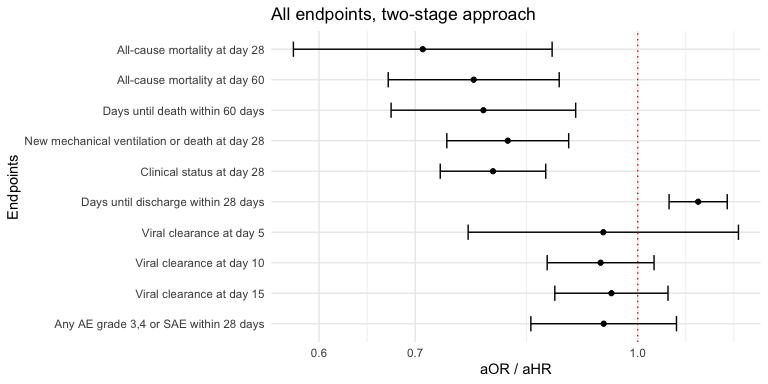 All endpoints, two-stage approach
Endpoints
All-cause mortality at day 28
All-cause mortality at day 60
Days until death within 60 days
New mechanical ventilation or death at day 28
Clinical status at day 28
Days until discharge within 28 days
Viral clearance at day 5
Viral clearance at day 10
Viral clearance at day 15
Any AE grade 3,4 or SAE within 28 days
0.6 0.7 1.0
aOR / aHR